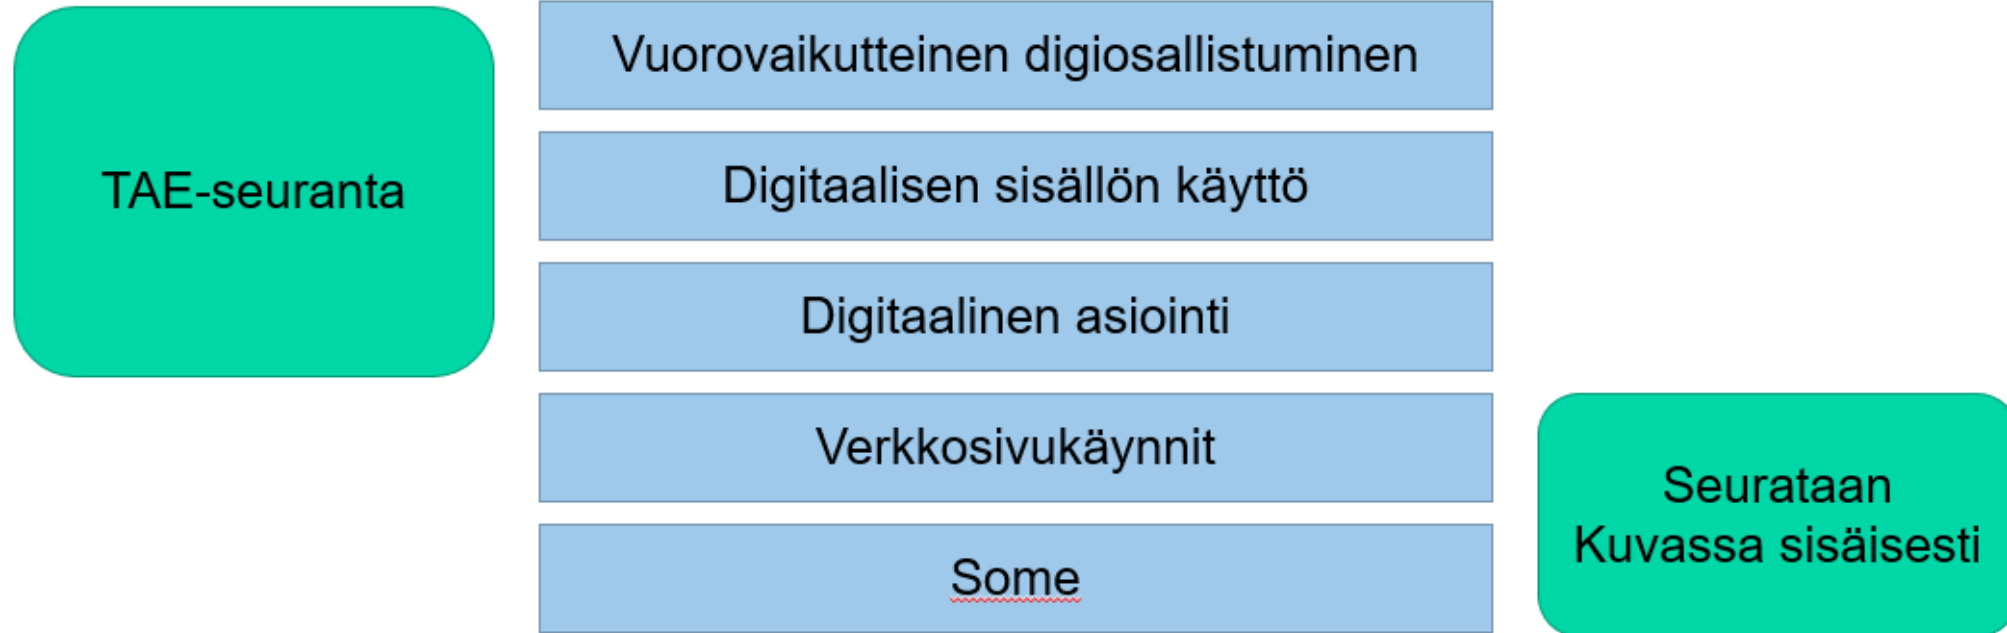 TAE-seuranta
Vuorovaikutteinen digiosallistuminen
Digitaalisen sisällön käyttö
Digitaalinen asiointi
Verkkosivukäynnit
Some
Seurataan
Kuvassa sisäisesti